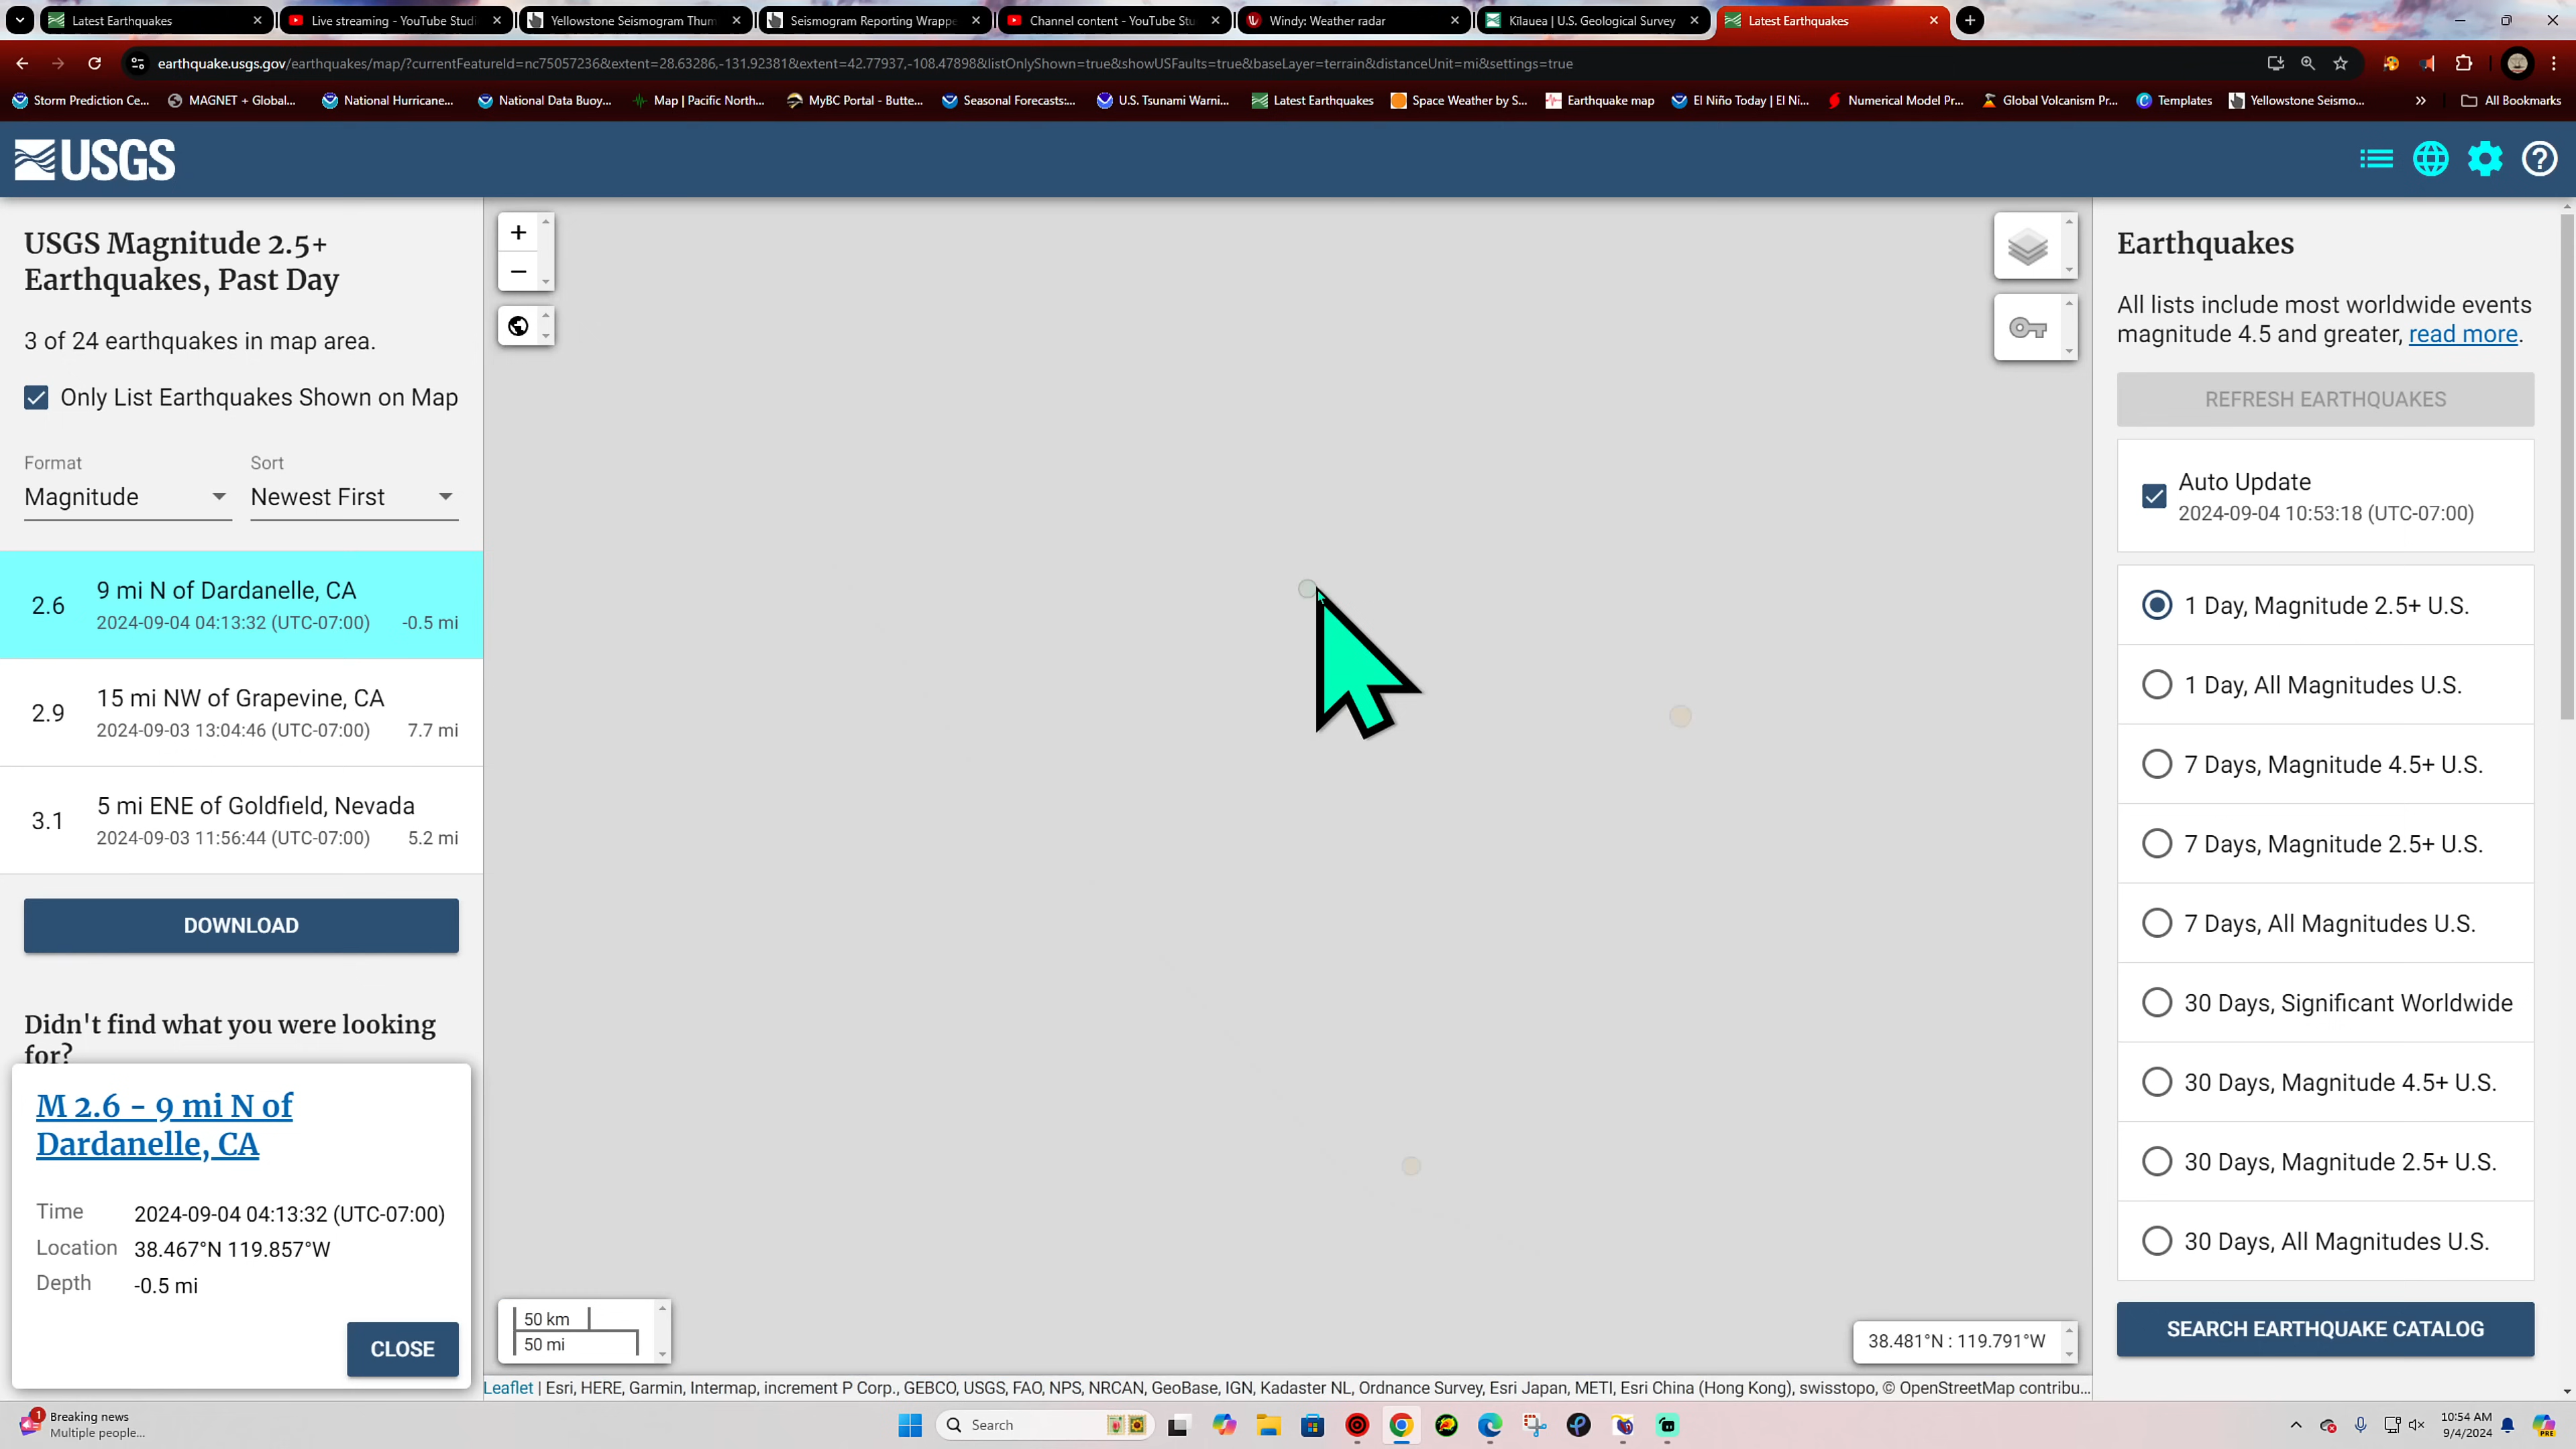 Latest Earthquakes
Live streaming - YouTube Studi
Yellowstone Seismogram Thum
Seismogram Reporting Wrappe
Channel content - YouTube Stu
Windy: Weather radar
Kīlauea | U.S. Geological Survey
Latest Earthquakes
earthquake.usgs.gov/earthquakes/map/?currentFeatureId=nc75057236&extent=28.63286,-131.92381&extent=42.77937,-108.47898&listOnlyShown=true&showUSFaults=true&baseLayer=terrain&distanceUnit=mi&settings=true
Storm Prediction Ce...
MAGNET + Global...
National Hurricane...
National Data Buoy...
Map | Pacific North...
MyBC Portal - Butte...
Seasonal Forecasts:...
U.S. Tsunami Warni...
Latest Earthquakes
Space Weather by S...
Earthquake map
El Niño Today | El Ni...
Numerical Model Pr...
Global Volcanism Pr...
Templates
Yellowstone Seismo...
All Bookmarks
USGS
USGS Magnitude 2.5+
Earthquakes, Past Day
3 of 24 earthquakes in map area.
Only List Earthquakes Shown on Map
Format
Sort
Magnitude
Newest First
2.6
9 mi N of Dardanelle, CA
2024-09-04 04:13:32 (UTC-07:00)
-0.5 mi
2.9
15 mi NW of Grapevine, CA
2024-09-03 13:04:46 (UTC-07:00)
7.7 mi
3.1
5 mi ENE of Goldfield, Nevada
2024-09-03 11:56:44 (UTC-07:00)
5.2 mi
DOWNLOAD
Didn't find what you were looking
for?
M 2.6 - 9 mi N of
Dardanelle, CA
Time 2024-09-04 04:13:32 (UTC-07:00)
Location 38.467°N 119.857°W
Depth -0.5 mi
CLOSE
+
−
50 km
50 mi
38.481°N : 119.791°W
Leaflet | Esri, HERE, Garmin, Intermap, increment P Corp., GEBCO, USGS, FAO, NPS, NRCAN, GeoBase, IGN, Kadaster NL, Ordnance Survey, Esri Japan, METI, Esri China (Hong Kong), swisstopo, © OpenStreetMap contribu...
Earthquakes
All lists include most worldwide events
magnitude 4.5 and greater, read more.
REFRESH EARTHQUAKES
Auto Update
2024-09-04 10:53:18 (UTC-07:00)
1 Day, Magnitude 2.5+ U.S.
1 Day, All Magnitudes U.S.
7 Days, Magnitude 4.5+ U.S.
7 Days, Magnitude 2.5+ U.S.
7 Days, All Magnitudes U.S.
30 Days, Significant Worldwide
30 Days, Magnitude 4.5+ U.S.
30 Days, Magnitude 2.5+ U.S.
30 Days, All Magnitudes U.S.
SEARCH EARTHQUAKE CATALOG
1
Breaking news
Multiple people...
Search
10:54 AM
9/4/2024
PRE